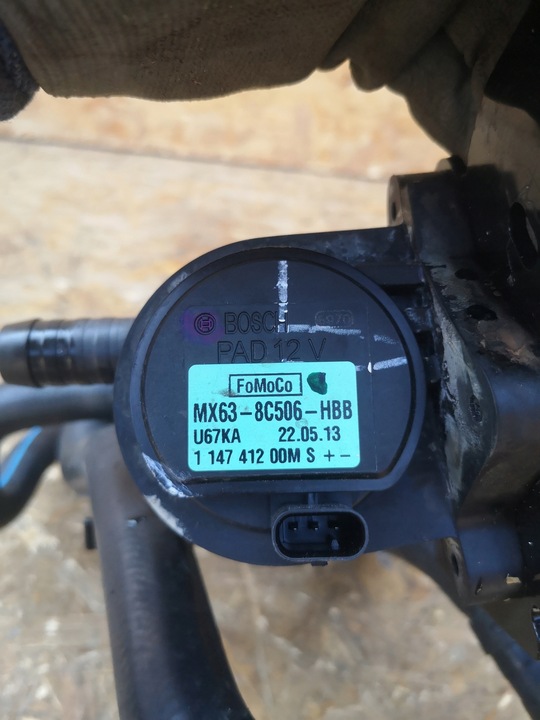 BOSCH
PAD 12 V
FoMoCo
MX63-8C506-HBB
U67KA 22.05.13
1 147 412 00M S + -